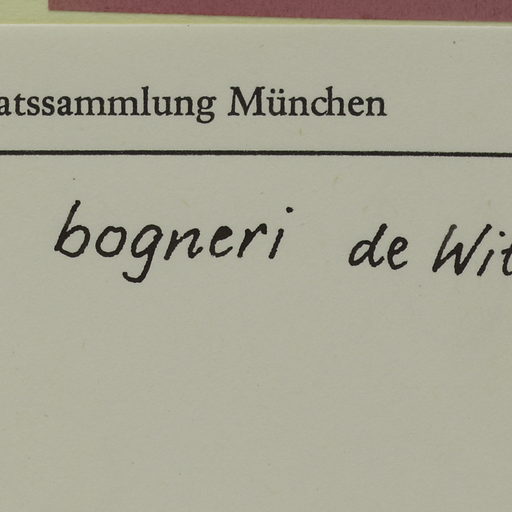 atssammlung München
bogneri de Wit